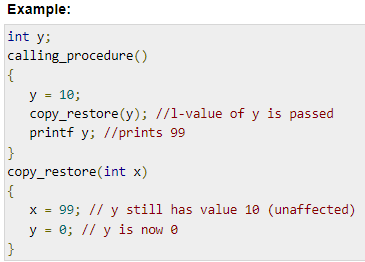 Example:
int y;
calling_procedure()
{
y = 10;
copy_restore(y); //l-value of y is passed
printf y; //prints 99
}
copy_restore(int x)
{
x = 99; // y still has value 10 (unaffected)
y = 0; // y is now 0
}